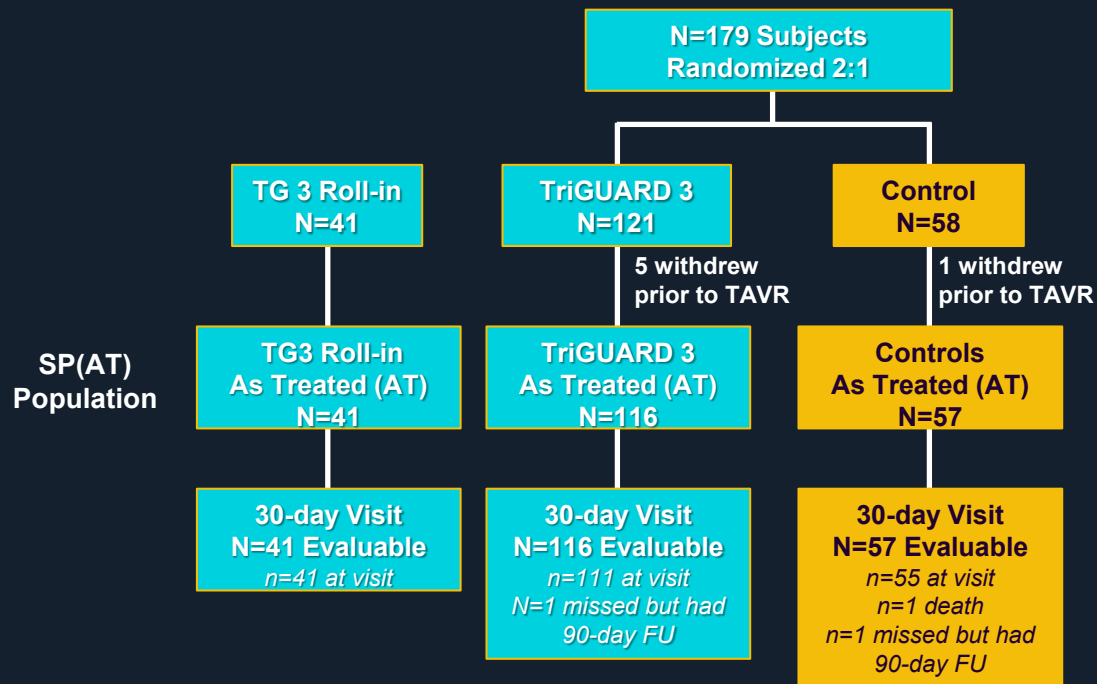 N=179 Subjects
Randomized 2:1
TG 3 Roll-in
N=41
TriGUARD 3
N=121
Control
N=58
5 withdrew
prior to TAVR
1 withdrew
prior to TAVR
SP(AT)
Population
TG3 Roll-in
As Treated (AT)
N=41
TriGUARD 3
As Treated (AT)
N=116
Controls
As Treated (AT)
N=57
30-day Visit
N=41 Evaluable
n=41 at visit
30-day Visit
N=116 Evaluable
n=111 at visit
N=1 missed but had
90-day FU
30-day Visit
N=57 Evaluable
n=55 at visit
n=1 death
n=1 missed but had
90-day FU